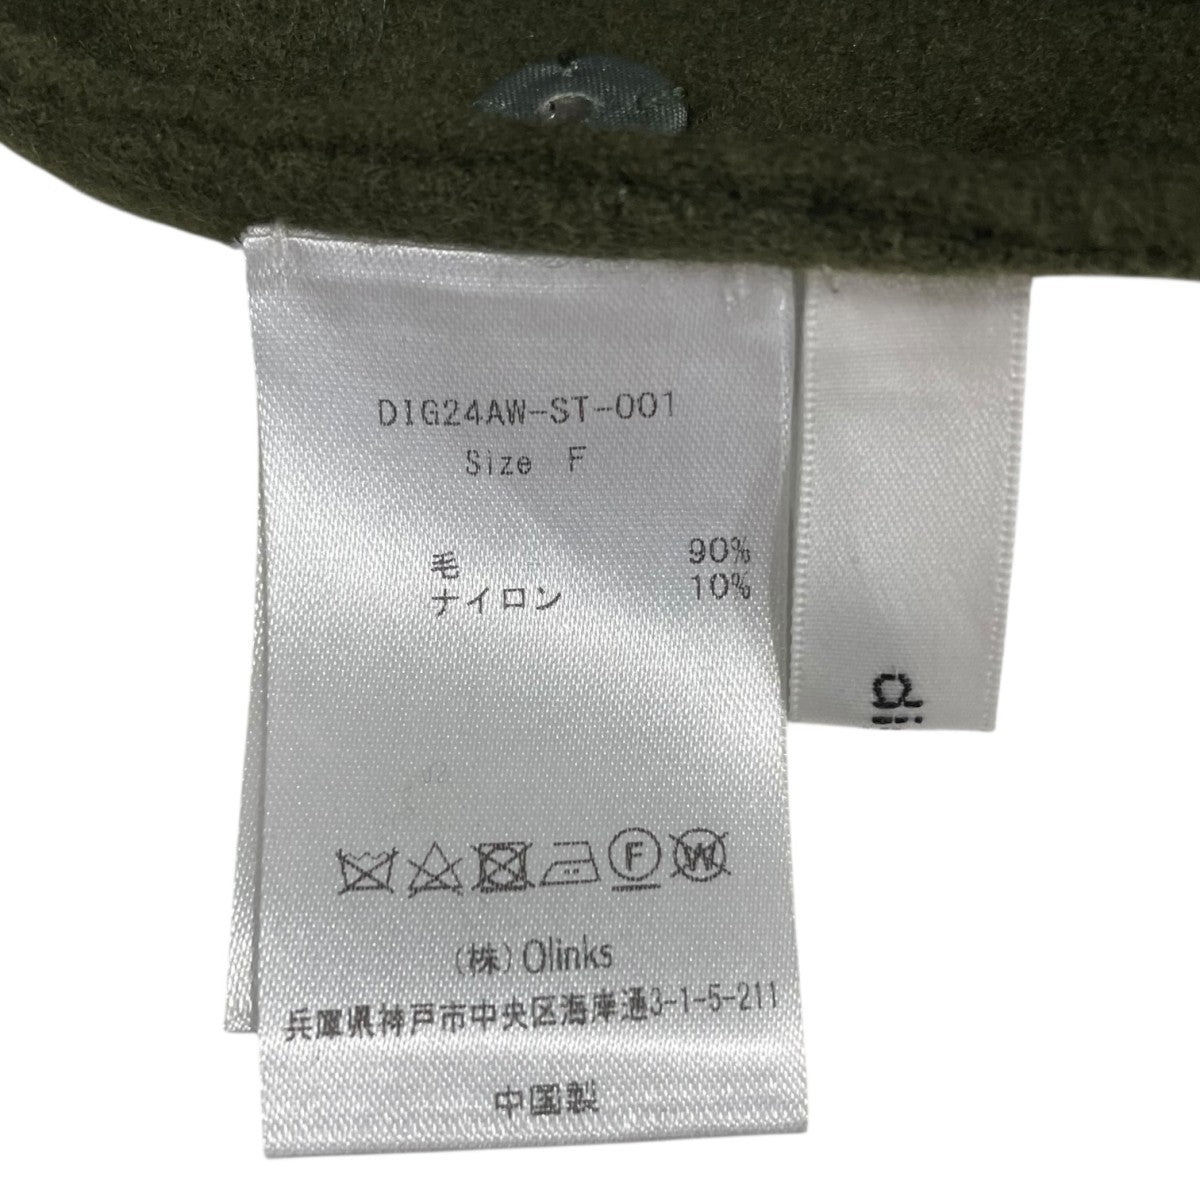 DIG24AW-ST-001
Size F
毛 90%
ナイロン 10%
F W
(株)Olinks
兵庫県神戸市中央区海岸通3-1-5-211
中国製